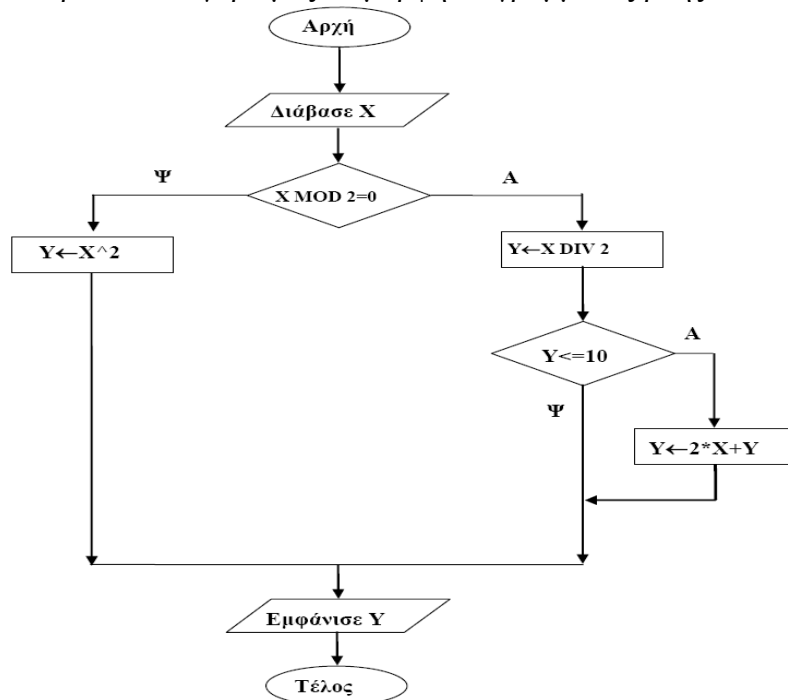 Αρχή
Διάβασε Χ
Ψ
Χ MOD 2=0
Α
Υ←Χ^2
Υ←Χ DIV 2
Υ<=10
Α
Ψ
Υ←2*Χ+Υ
Εμφάνισε Υ
Τέλος